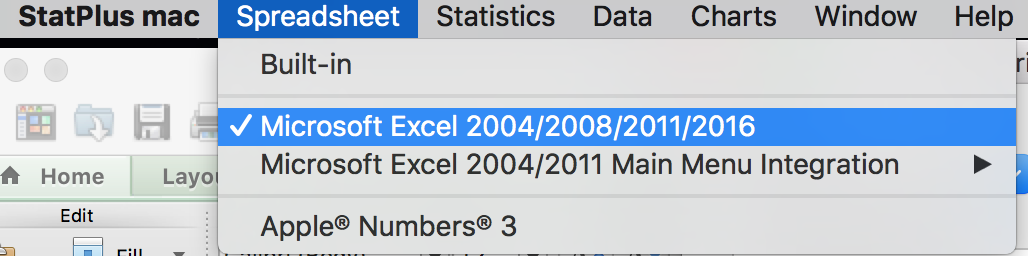 StatPlus mac Spreadsheet Statistics Data Charts Window Help
Built-in
✓ Microsoft Excel 2004/2008/2011/2016
Home Layou
Microsoft Excel 2004/2011 Main Menu Integration ▶
Edit
Apple® Numbers® 3
Fill